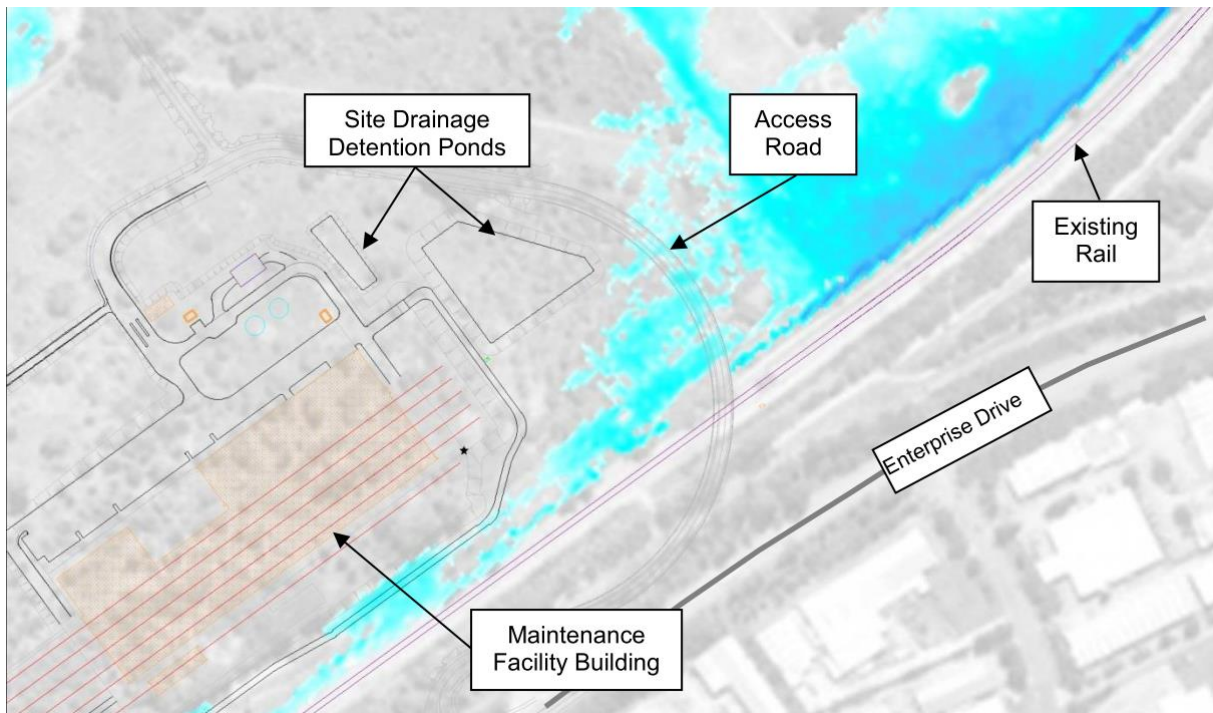 Site Drainage
Detention Ponds
Access
Road
Existing
Rail
Enterprise Drive
Maintenance
Facility Building